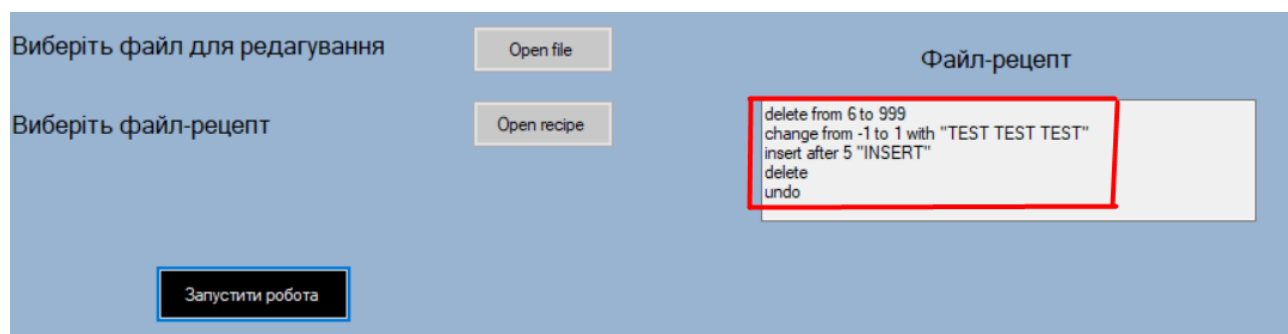 Виберіть файл для редагування
Open file
Виберіть файл-рецепт
Open recipe
Запустити робота
Файл-рецепт
delete from 6 to 999
change from -1 to 1 with "TEST TEST TEST"
insert after 5 "INSERT"
delete
undo